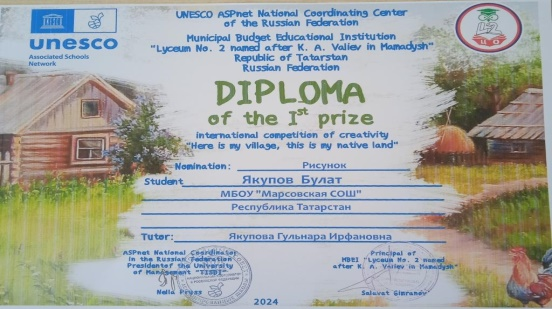 UNESCO ASPnet National Coordinating Center
of the Russian Federation
Municipal Budget Educational Institution
"Lyceum No. 2 named after K. A. Valiev in Mamadysh"
Republic of Tatarstan
Russian Federation
unesco
Associated Schools
Network
DIPLOMA
of the Ist prize
international competition of creativity
"Here is my village, this is my native land"
Nomination: Рисунок
Student Якупов Булат
МБОУ "Марсовская СОШ"
Республика Татарстан
Tutor: Якупова Гульнара Ирфановна
ASPnet National Coordinator
in the Russian Federation
President of the University
of Management "TISBI"
Nella Pruss
Principal of
MBEI "Lyceum No. 2 named
after K. A. Valiev in Mamadysh"
Salavat Simranov
2024